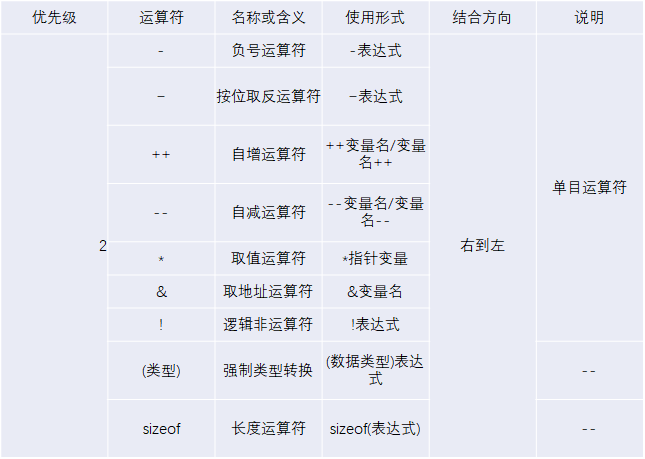 优先级 运算符 名称或含义 使用形式 结合方向 说明
2 - 负号运算符 -表达式 右到左 单目运算符
~ 按位取反运算符 ~表达式
++ 自增运算符 ++变量名/变量
名++
-- 自减运算符 --变量名/变量
名--
* 取值运算符 *指针变量
& 取地址运算符 &变量名
! 逻辑非运算符 !表达式
(类型) 强制类型转换 (数据类型)表达
式 --
sizeof 长度运算符 sizeof(表达式) --